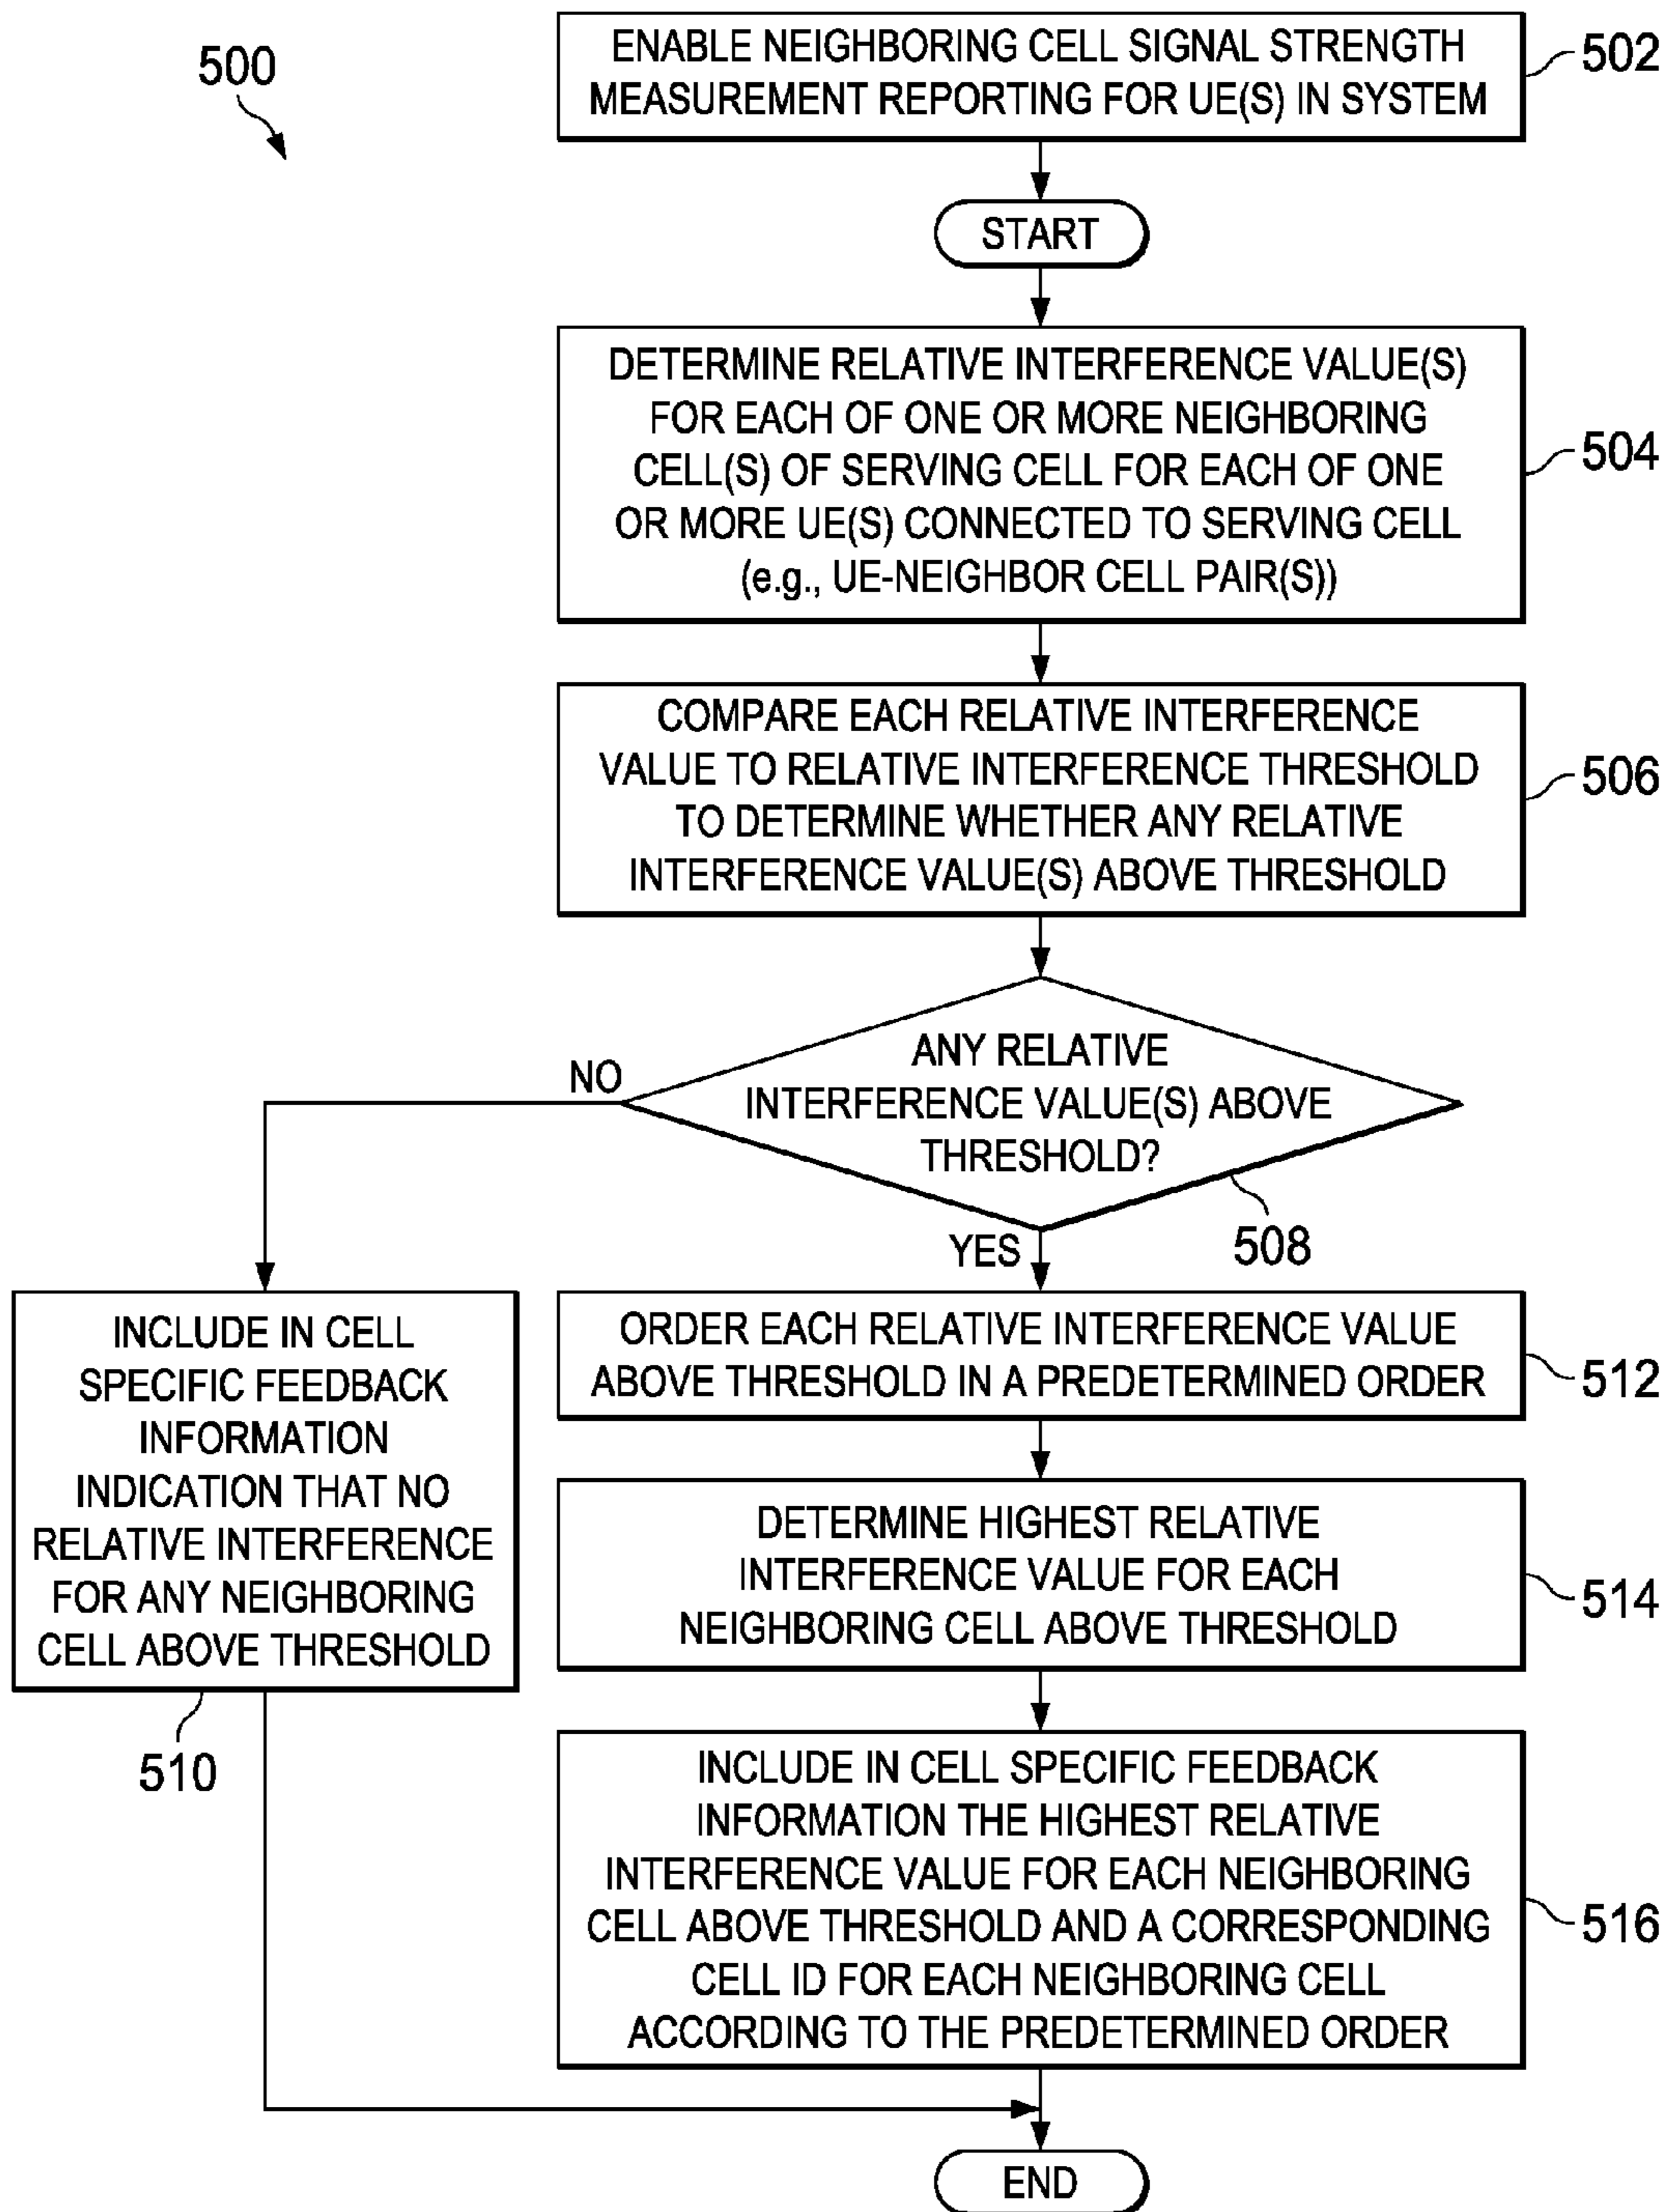 500
ENABLE NEIGHBORING CELL SIGNAL STRENGTH
MEASUREMENT REPORTING FOR UE(S) IN SYSTEM
502
START
DETERMINE RELATIVE INTERFERENCE VALUE(S)
FOR EACH OF ONE OR MORE NEIGHBORING
CELL(S) OF SERVING CELL FOR EACH OF ONE
OR MORE UE(S) CONNECTED TO SERVING CELL
(e.g., UE-NEIGHBOR CELL PAIR(S))
504
COMPARE EACH RELATIVE INTERFERENCE
VALUE TO RELATIVE INTERFERENCE THRESHOLD
TO DETERMINE WHETHER ANY RELATIVE
INTERFERENCE VALUE(S) ABOVE THRESHOLD
506
ANY RELATIVE
INTERFERENCE VALUE(S) ABOVE
THRESHOLD?
508
NO
YES
INCLUDE IN CELL
SPECIFIC FEEDBACK
INFORMATION
INDICATION THAT NO
RELATIVE INTERFERENCE
FOR ANY NEIGHBORING
CELL ABOVE THRESHOLD
510
ORDER EACH RELATIVE INTERFERENCE VALUE
ABOVE THRESHOLD IN A PREDETERMINED ORDER
512
DETERMINE HIGHEST RELATIVE
INTERFERENCE VALUE FOR EACH
NEIGHBORING CELL ABOVE THRESHOLD
514
INCLUDE IN CELL SPECIFIC FEEDBACK
INFORMATION THE HIGHEST RELATIVE
INTERFERENCE VALUE FOR EACH NEIGHBORING
CELL ABOVE THRESHOLD AND A CORRESPONDING
CELL ID FOR EACH NEIGHBORING CELL
ACCORDING TO THE PREDETERMINED ORDER
516
END